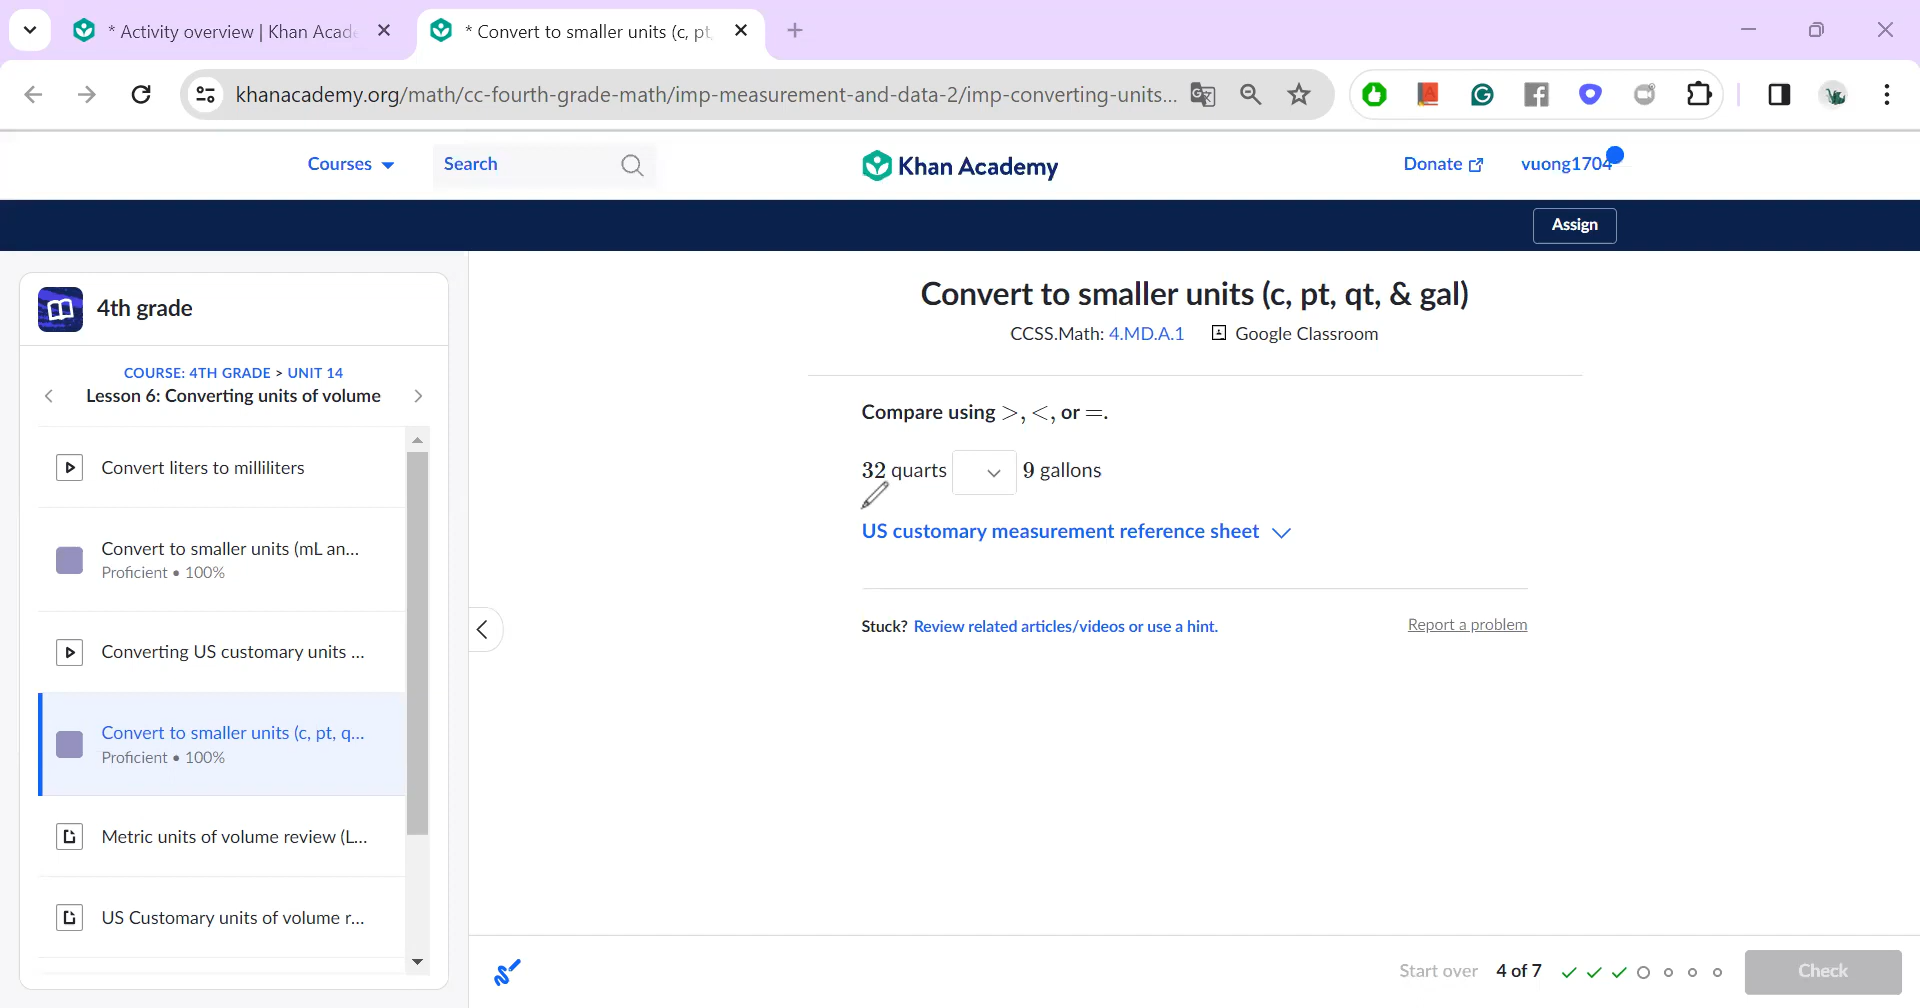 * Activity overview | Khan Acade
* Convert to smaller units (c, pt,
khanacademy.org/math/cc-fourth-grade-math/imp-measurement-and-data-2/imp-converting-units...
Courses
Search
Khan Academy
Donate
vuong1704
Assign
4th grade
COURSE: 4TH GRADE > UNIT 14
Lesson 6: Converting units of volume
Convert liters to milliliters
Convert to smaller units (mL an...
Proficient • 100%
Converting US customary units ...
Convert to smaller units (c, pt, q...
Proficient • 100%
Metric units of volume review (L...
US Customary units of volume r...
Convert to smaller units (c, pt, qt, & gal)
CCSS.Math: 4.MD.A.1 Google Classroom
Compare using >, <, or =.
32 quarts 9 gallons
US customary measurement reference sheet
Stuck? Review related articles/videos or use a hint.
Report a problem
Start over 4 of 7 Check